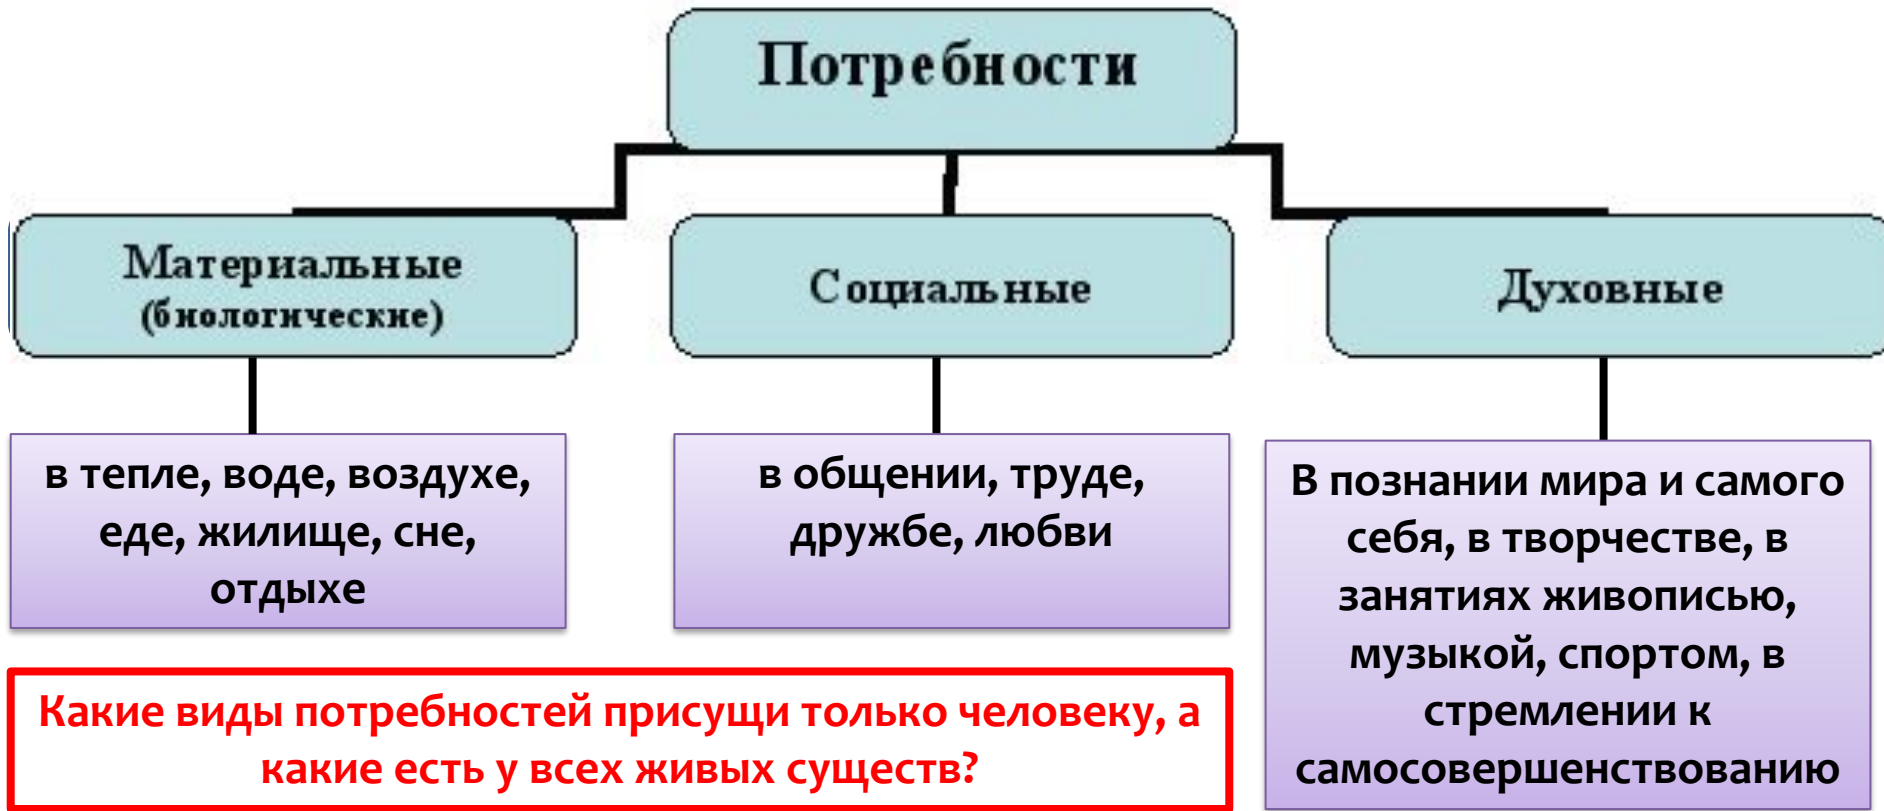 Потребности
Материальные
(биологические)
Социальные
Духовные
в тепле, воде, воздухе,
еде, жилище, сне,
отдыхе
в общении, труде,
дружбе, любви
В познании мира и самого
себя, в творчестве, в
занятиях живописью,
музыкой, спортом, в
стремлении к
самосовершенствованию
Какие виды потребностей присущи только человеку, а
какие есть у всех живых существ?